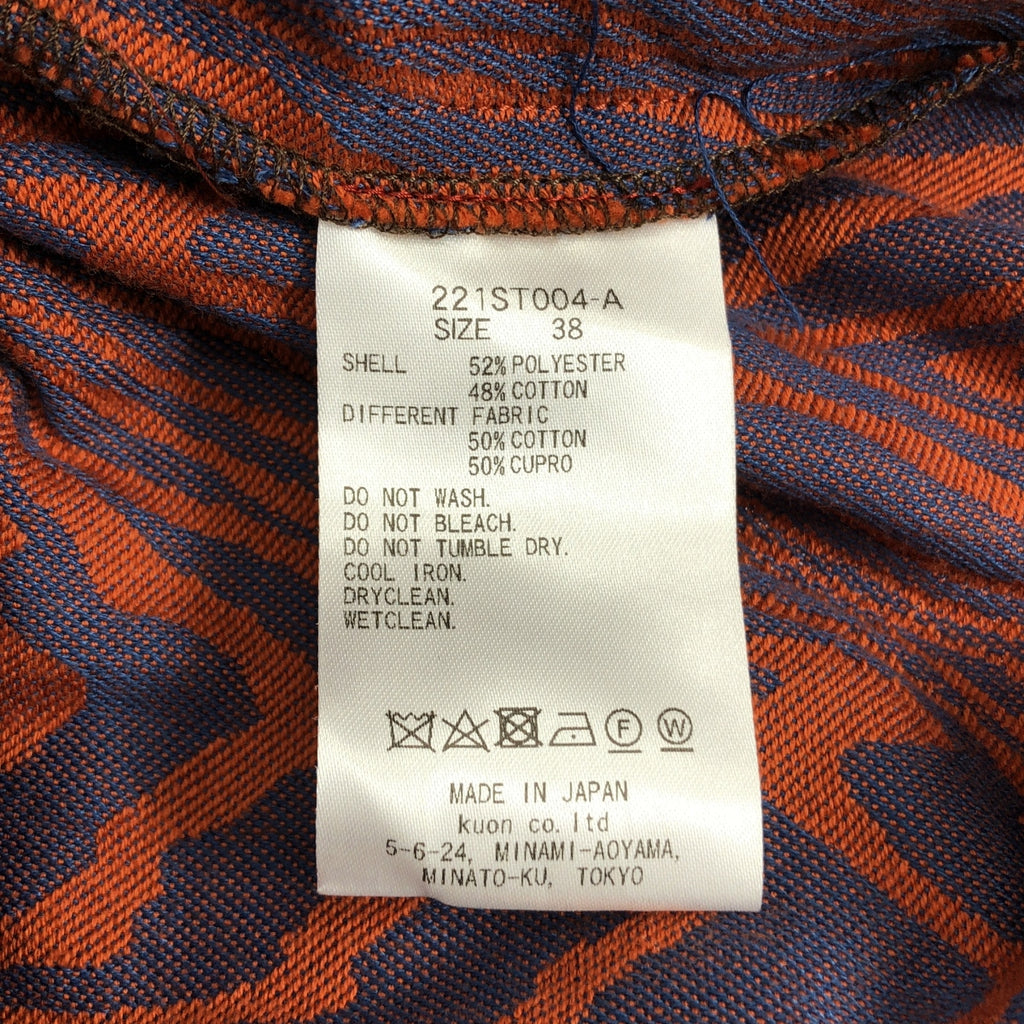 221ST004-A
SIZE 38
SHELL 52% POLYESTER
48% COTTON
DIFFERENT FABRIC
50% COTTON
50% CUPRO
DO NOT WASH.
DO NOT BLEACH.
DO NOT TUMBLE DRY.
COOL IRON.
DRYCLEAN.
WETCLEAN.
F W
MADE IN JAPAN
kuon co. ltd
5-6-24, MINAMI-AOYAMA,
MINATO-KU, TOKYO